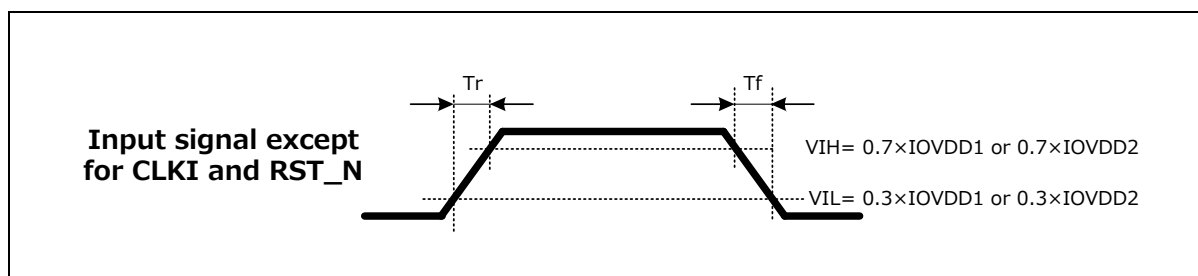 Tr
Tf
Input signal except
for CLKI and RST_N
VIH= 0.7×IOVDD1 or 0.7×IOVDD2
VIL= 0.3×IOVDD1 or 0.3×IOVDD2